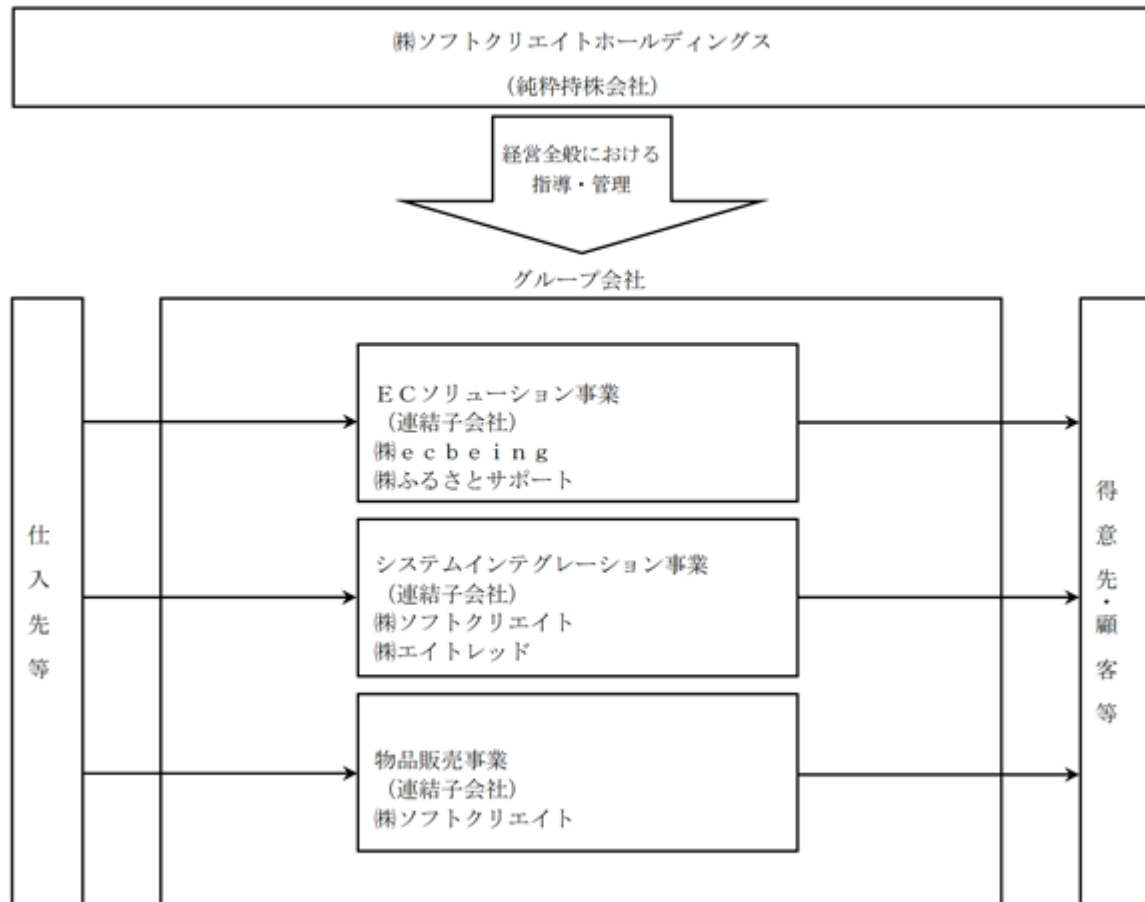 ㈱ソフトクリエイトホールディングス
（純粋持株会社）
経営全般における
指導・管理
グループ会社
仕入先等
ＥＣソリューション事業
（連結子会社）
㈱ｅｃｂｅｉｎｇ
㈱ふるさとサポート
システムインテグレーション事業
（連結子会社）
㈱ソフトクリエイト
㈱エイトレッド
物品販売事業
（連結子会社）
㈱ソフトクリエイト
得意先・顧客等